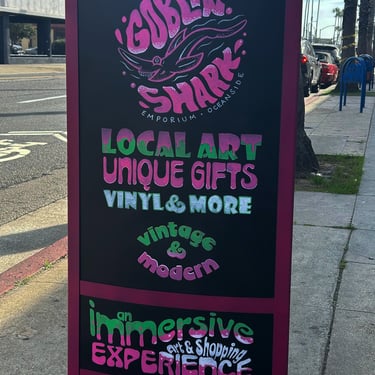 GOBLIN
SHARK
EMPORIUM · OCEANSIDE
LOCAL ART
UNIQUE GIFTS
VINYL & MORE
vintage
&
modern
an
immersive
Art & Shopping
EXPERIENCE